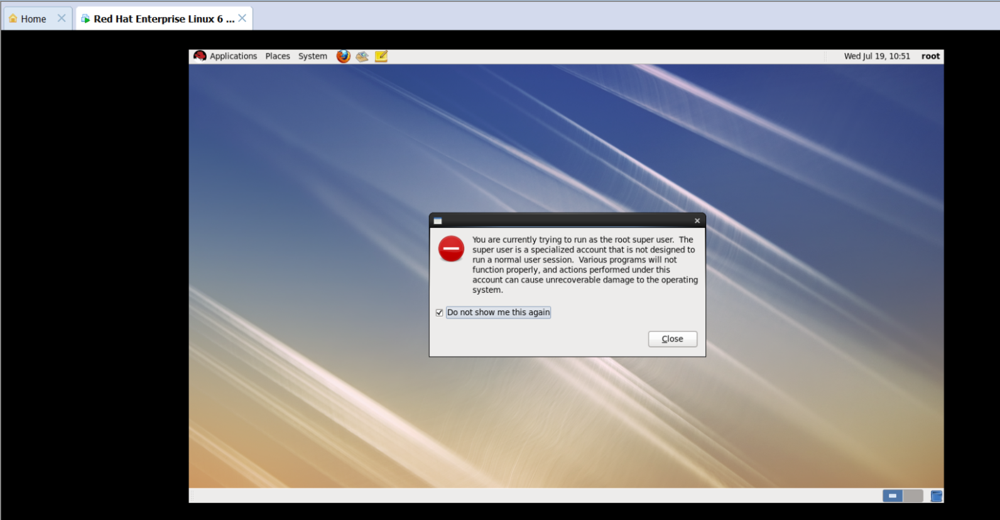 Home
Red Hat Enterprise Linux 6 ...
Applications Places System
Wed Jul 19, 10:51 root
You are currently trying to run as the root super user.  The
super user is a specialized account that is not designed to
run a normal user session.  Various programs will not
function properly, and actions performed under this
account can cause unrecoverable damage to the operating
system.
Do not show me this again
Close